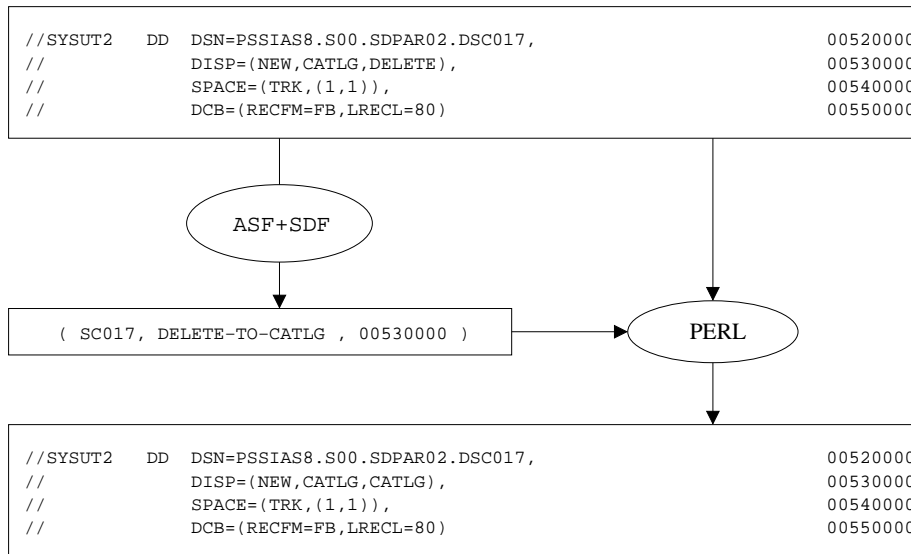 //SYSUT2   DD  DSN=PSSIAS8.S00.SDPAR02.DSC017,                            00520000
//             DISP=(NEW,CATLG,DELETE),                                   00530000
//             SPACE=(TRK,(1,1)),                                         00540000
//             DCB=(RECFM=FB,LRECL=80)                                    00550000
ASF+SDF
( SC017, DELETE-TO-CATLG , 00530000 )
PERL
//SYSUT2   DD  DSN=PSSIAS8.S00.SDPAR02.DSC017,                            00520000
//             DISP=(NEW,CATLG,CATLG),                                    00530000
//             SPACE=(TRK,(1,1)),                                         00540000
//             DCB=(RECFM=FB,LRECL=80)                                    00550000